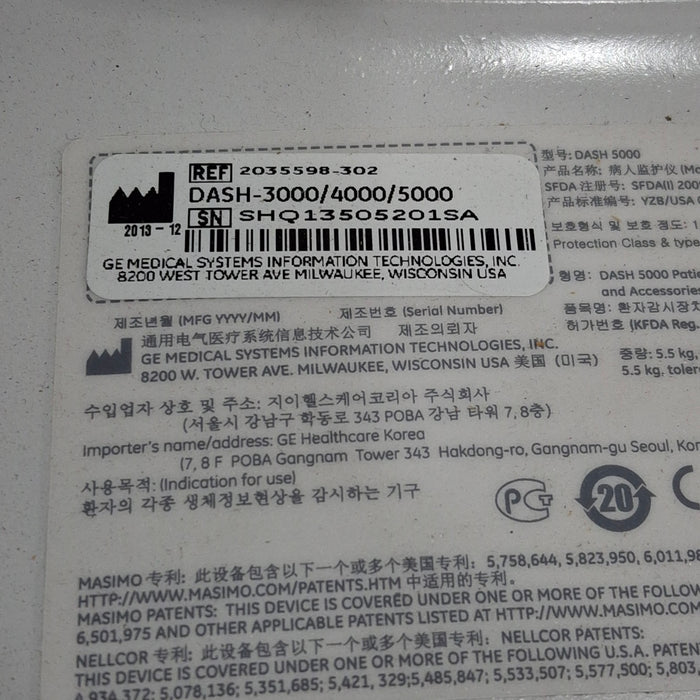 REF 2035598-302
DASH-3000/4000/5000
SN SHQ13505201SA
2013-12
GE MEDICAL SYSTEMS INFORMATION TECHNOLOGIES, INC.
8200 WEST TOWER AVE MILWAUKEE, WISCONSIN USA
型号: DASH 5000
产品名称: 病人监护仪 (Mo
SFDA 注册号: SFDA(I) 200
产品标准编号: YZB/USA
보호형식 및 보호 정도: 1
Protection Class & type
형명: DASH 5000 Patie
and Accessories
품목명: 환자감시장치
허가번호 (KFDA Reg.
제조년월 (MFG YYYY/MM) 제조번호 (Serial Number)
通用电气医疗系统信息技术公司 제조의뢰자
GE MEDICAL SYSTEMS INFORMATION TECHNOLOGIES, INC.
8200 W. TOWER AVE. MILWAUKEE, WISCONSIN USA 美国 (미국)
중량: 5.5 kg,
5.5 kg, toler
수입업자 상호 및 주소: 지이헬스케어코리아 주식회사
(서울시 강남구 학동로 343 POBA 강남 타워 7, 8층)
Importer's name/address: GE Healthcare Korea
(7, 8 F POBA Gangnam Tower 343 Hakdong-ro, Gangnam-gu Seoul, Kor
사용목적: (Indication for use)
환자의 각종 생체정보현상을 감시하는 기구
20
MASIMO 专利: 此设备包含以下一个或多个美国专利: 5,758,644, 5,823,950, 6,011,98
HTTP://WWW.MASIMO.COM/PATENTS.HTM 中适用的专利。
MASIMO PATENTS: THIS DEVICE IS COVERED UNDER ONE OR MORE OF THE FOLLOW
6,501,975 AND OTHER APPLICABLE PATENTS LISTED AT HTTP://WWW.MASIMO.
NELLCOR 专利: 此设备包含以下一个或多个美国专利:
NELLCOR PATENTS:
THIS DEVICE IS COVERED UNDER ONE OR MORE OF THE FOLLOWING U.S.A. PATENT
4,934,372; 5,078,136; 5,351,685; 5,421,329; 5,485,847; 5,533,507; 5,577,500; 5,803